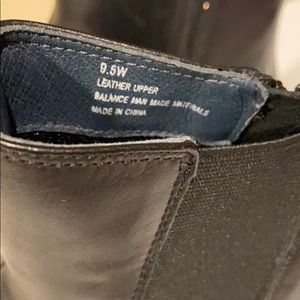 9.5W
LEATHER UPPER
BALANCE MAN MADE MATERIALS
MADE IN CHINA